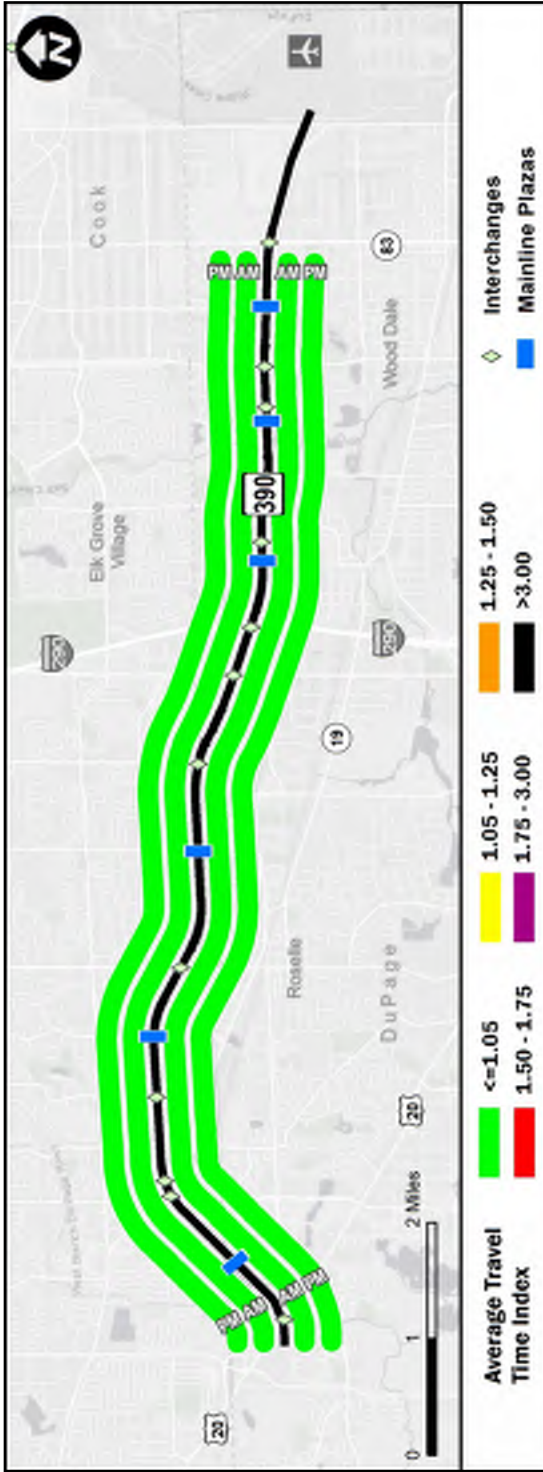 N
Cook
PM
AM
AM
PM
83
Wood Dale
390
Elk Grove
Village
290
290
19
Roselle
DuPage
20
PM
AM
AM
PM
20
0 1 2 Miles
Average Travel
Time Index
<=1.05
1.05 - 1.25
1.25 - 1.50
Interchanges
1.50 - 1.75
1.75 - 3.00
>3.00
Mainline Plazas